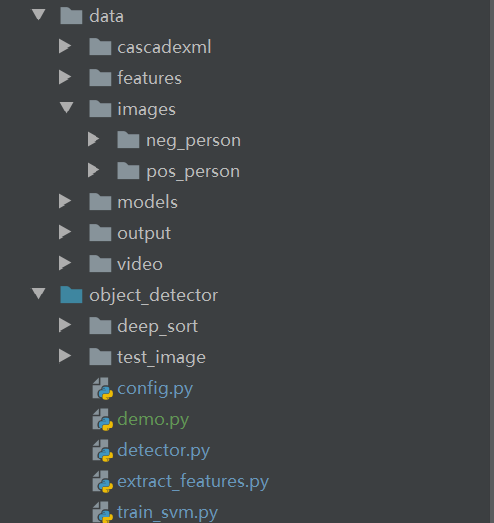 data
cascadexml
features
images
neg_person
pos_person
models
output
video
object_detector
deep_sort
test_image
config.py
demo.py
detector.py
extract_features.py
train_svm.py